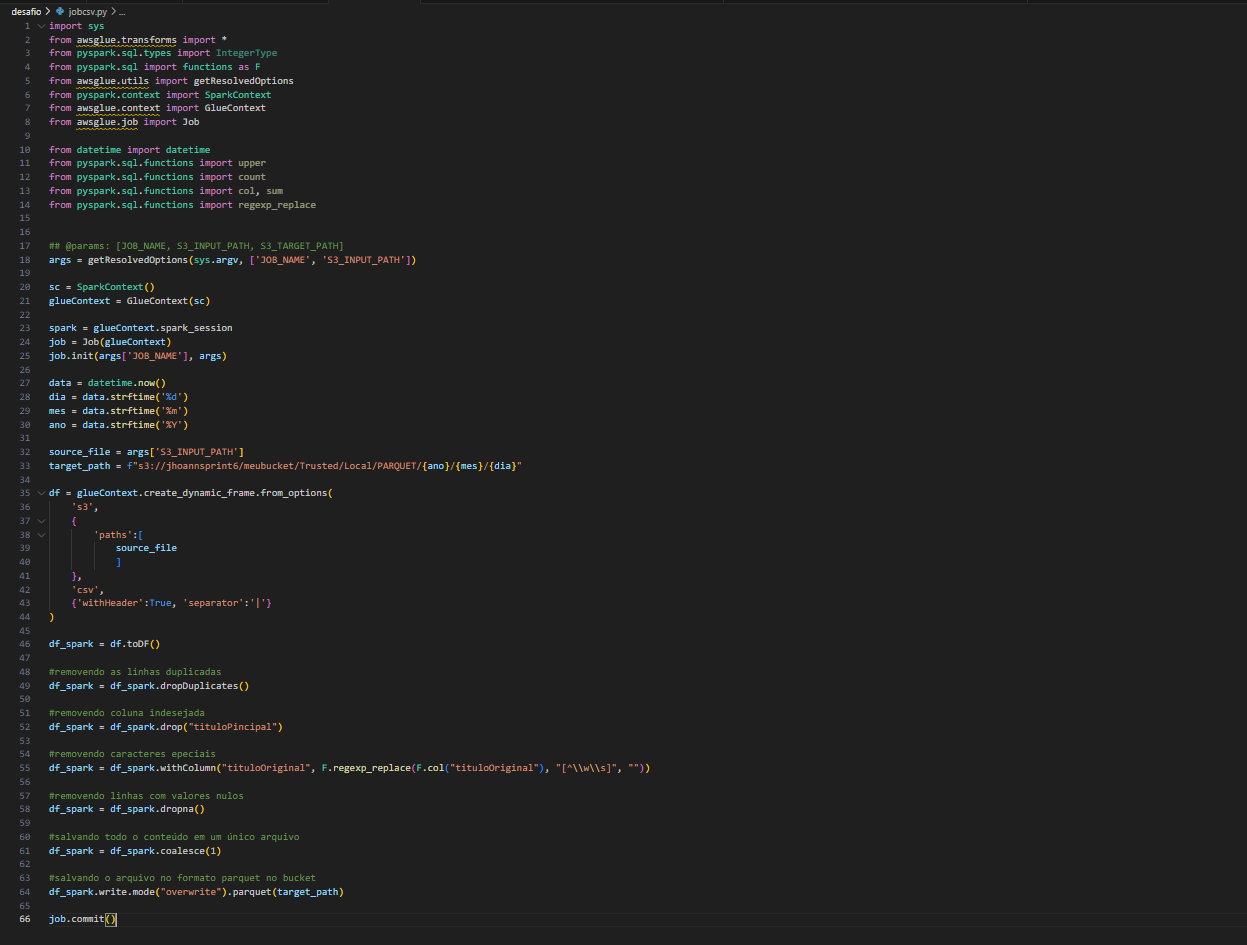 desafio > jobcsv.py > ...
1 import sys
2 from awsglue.transforms import *
3 from pyspark.sql.types import IntegerType
4 from pyspark.sql import functions as F
5 from awsglue.utils import getResolvedOptions
6 from pyspark.context import SparkContext
7 from awsglue.context import GlueContext
8 from awsglue.job import Job
9
10 from datetime import datetime
11 from pyspark.sql.functions import upper
12 from pyspark.sql.functions import count
13 from pyspark.sql.functions import col, sum
14 from pyspark.sql.functions import regexp_replace
15
16
17 ## @params: [JOB_NAME, S3_INPUT_PATH, S3_TARGET_PATH]
18 args = getResolvedOptions(sys.argv, ['JOB_NAME', 'S3_INPUT_PATH'])
19
20 sc = SparkContext()
21 glueContext = GlueContext(sc)
22
23 spark = glueContext.spark_session
24 job = Job(glueContext)
25 job.init(args['JOB_NAME'], args)
26
27 data = datetime.now()
28 dia = data.strftime('%d')
29 mes = data.strftime('%m')
30 ano = data.strftime('%Y')
31
32 source_file = args['S3_INPUT_PATH']
33 target_path = f"s3://jhoannsprint6/meubucket/Trusted/Local/PARQUET/{ano}/{mes}/{dia}"
34
35 df = glueContext.create_dynamic_frame.from_options(
36 's3',
37 {
38 'paths':[
39 source_file
40 ]
41 },
42 'csv',
43 {'withHeader':True, 'separator':'|'}
44 )
45
46 df_spark = df.toDF()
47
48 #removendo as linhas duplicadas
49 df_spark = df_spark.dropDuplicates()
50
51 #removendo coluna indesejada
52 df_spark = df_spark.drop("tituloPincipal")
53
54 #removendo caracteres epeciais
55 df_spark = df_spark.withColumn("tituloOriginal", F.regexp_replace(F.col("tituloOriginal"), "[^\\w\\s]", ""))
56
57 #removendo linhas com valores nulos
58 df_spark = df_spark.dropna()
59
60 #salvando todo o conteúdo em um único arquivo
61 df_spark = df_spark.coalesce(1)
62
63 #salvando o arquivo no formato parquet no bucket
64 df_spark.write.mode("overwrite").parquet(target_path)
65
66 job.commit()